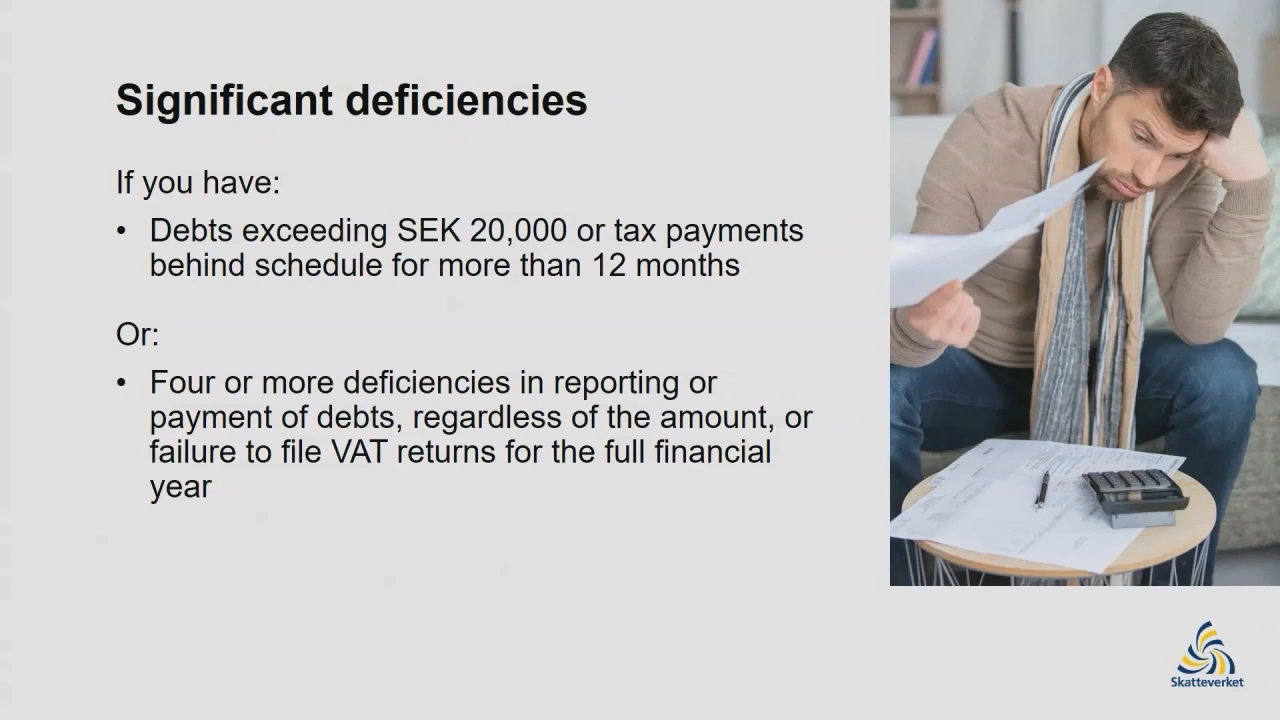 Significant deficiencies
If you have:
• Debts exceeding SEK 20,000 or tax payments
behind schedule for more than 12 months
Or:
• Four or more deficiencies in reporting or
payment of debts, regardless of the amount, or
failure to file VAT returns for the full financial
year
Skatteverket